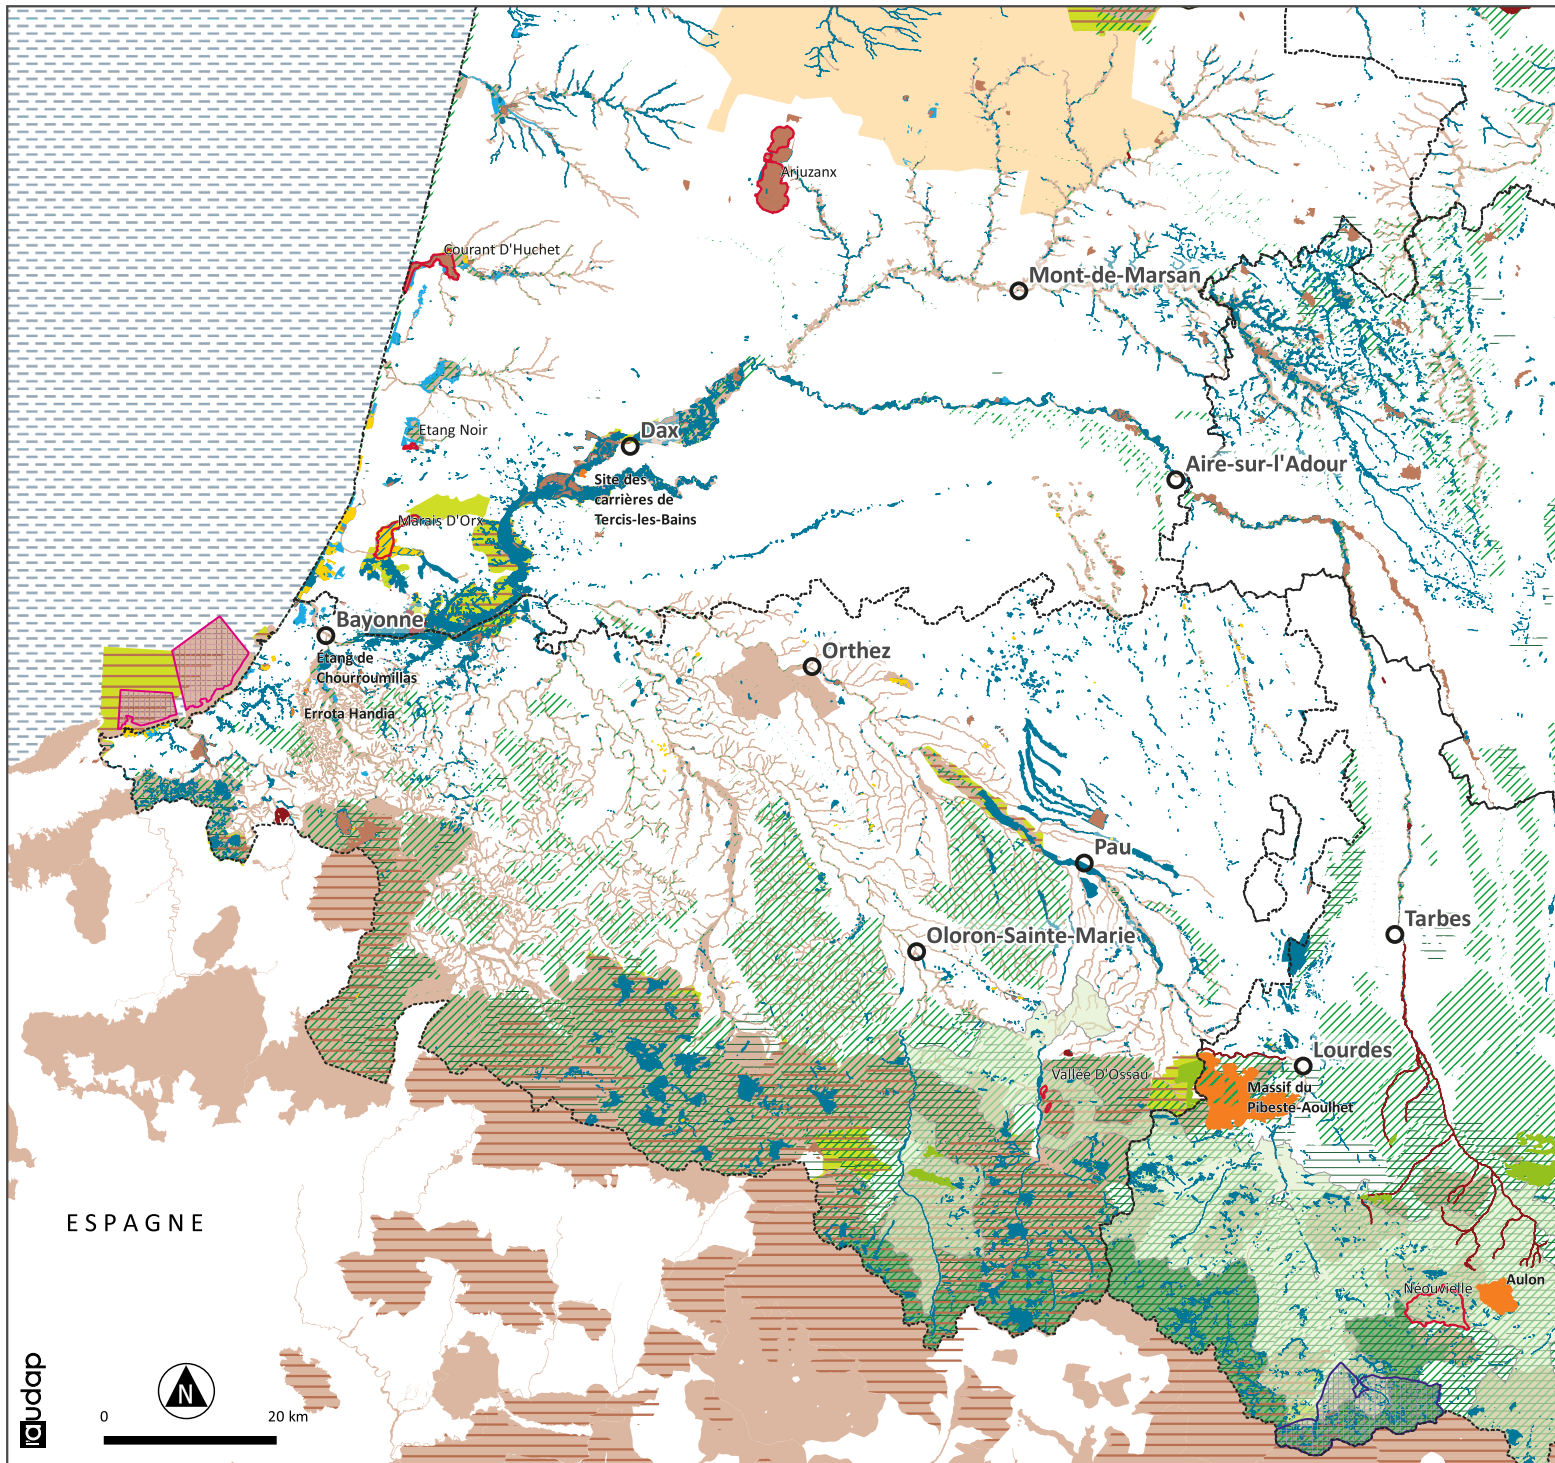 Arjuzanx
Courant D'Huchet
Mont-de-Marsan
Etang Noir
Dax
Aire-sur-l'Adour
Site des
carrières de
Tercis-les-Bains
Marais D'Orx
Bayonne
Orthez
Etang de
Chourroumillas
Errota Handia
Pau
Tarbes
Oloron-Sainte-Marie
Lourdes
Vallée D'Ossau
Massif du
Pibeste-Aoulhet
ESPAGNE
Aulon
Néouvielle
audap
N
0
20 km